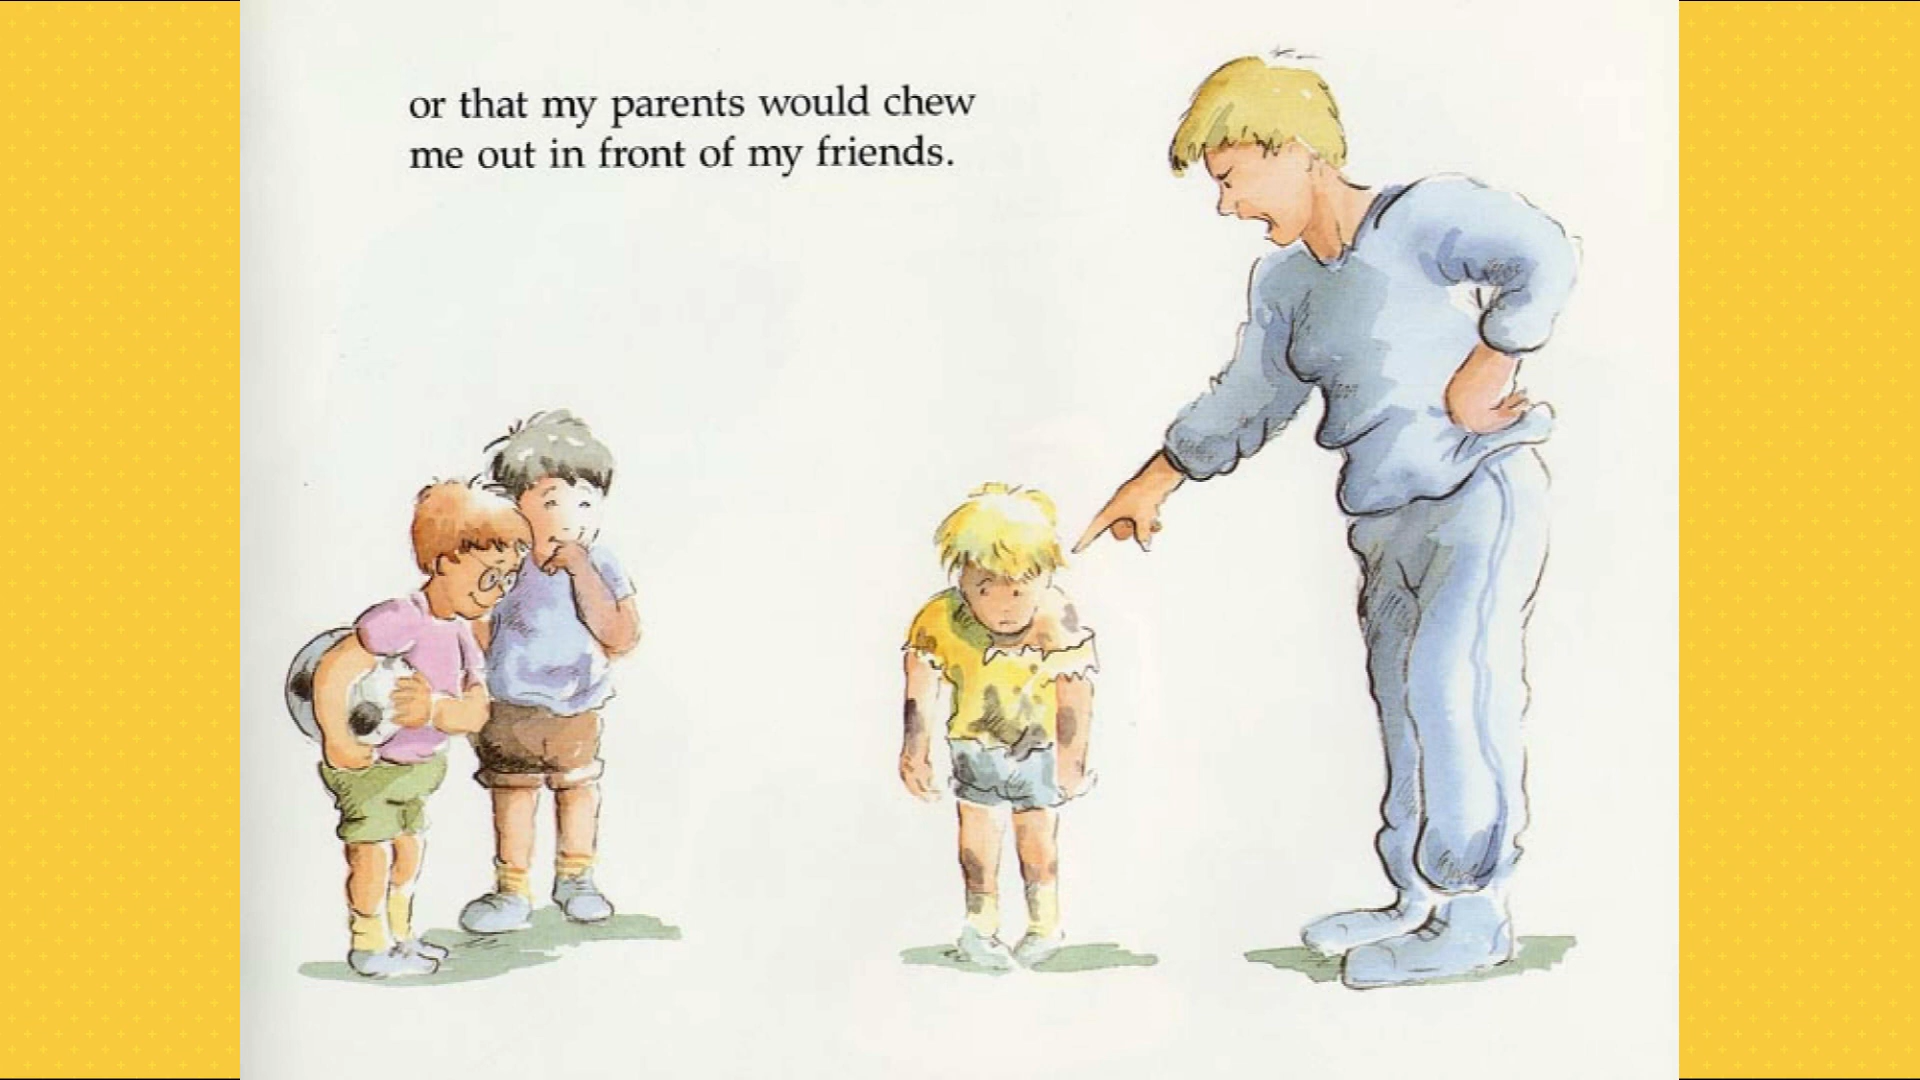 or that my parents would chew
me out in front of my friends.